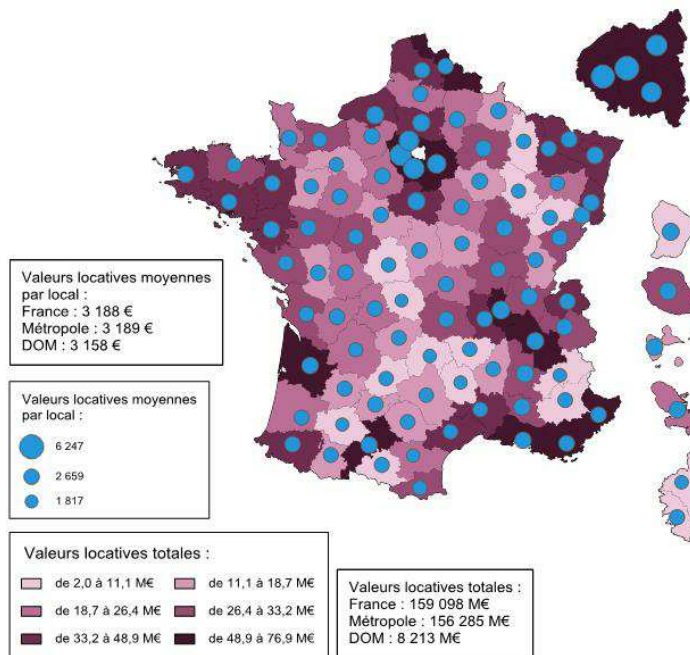 Valeurs locatives moyennes
par local :
France : 3 188 €
Métropole : 3 189 €
DOM : 3 158 €
Valeurs locatives moyennes
par local :
6 247
2 659
1 817
Valeurs locatives totales :
de 2,0 à 11,1 M€
de 11,1 à 18,7 M€
de 18,7 à 26,4 M€
de 26,4 à 33,2 M€
de 33,2 à 48,9 M€
de 48,9 à 76,9 M€
Valeurs locatives totales :
France : 159 098 M€
Métropole : 156 285 M€
DOM : 8 213 M€